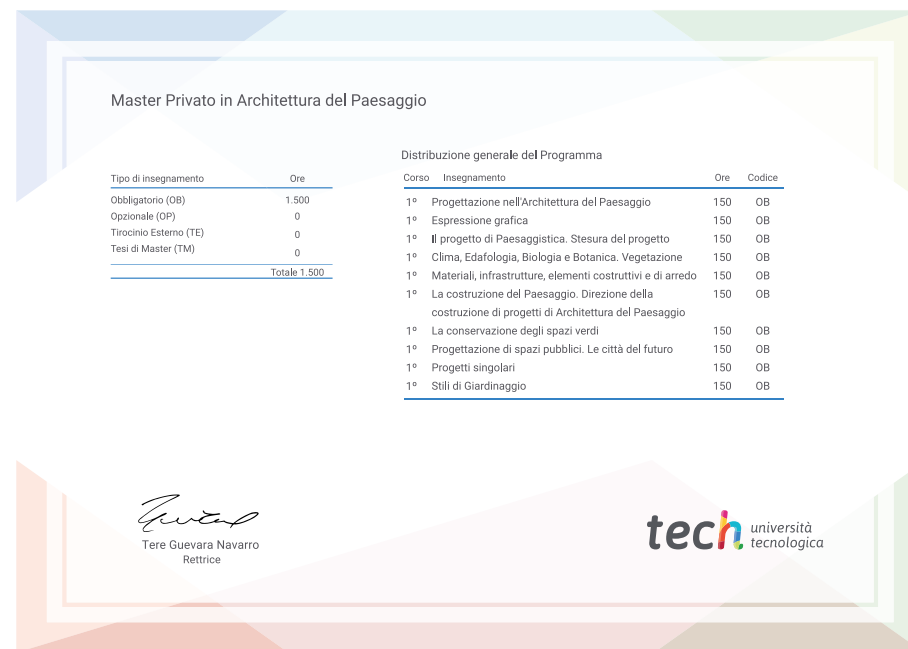 Master Privato in Architettura del Paesaggio
Tipo di insegnamento Ore
Obbligatorio (OB) 1.500
Opzionale (OP) 0
Tirocinio Esterno (TE) 0
Tesi di Master (TM) 0
Totale 1.500
Distribuzione generale del Programma
Corso Insegnamento Ore Codice
1º Progettazione nell'Architettura del Paesaggio 150 OB
1º Espressione grafica 150 OB
1º Il progetto di Paesaggistica. Stesura del progetto 150 OB
1º Clima, Edafologia, Biologia e Botanica. Vegetazione 150 OB
1º Materiali, infrastrutture, elementi costruttivi e di arredo 150 OB
1º La costruzione del Paesaggio. Direzione della 150 OB
costruzione di progetti di Architettura del Paesaggio
1º La conservazione degli spazi verdi 150 OB
1º Progettazione di spazi pubblici. Le città del futuro 150 OB
1º Progetti singolari 150 OB
1º Stili di Giardinaggio 150 OB
Tere Guevara Navarro
Rettrice
tech università
tecnologica